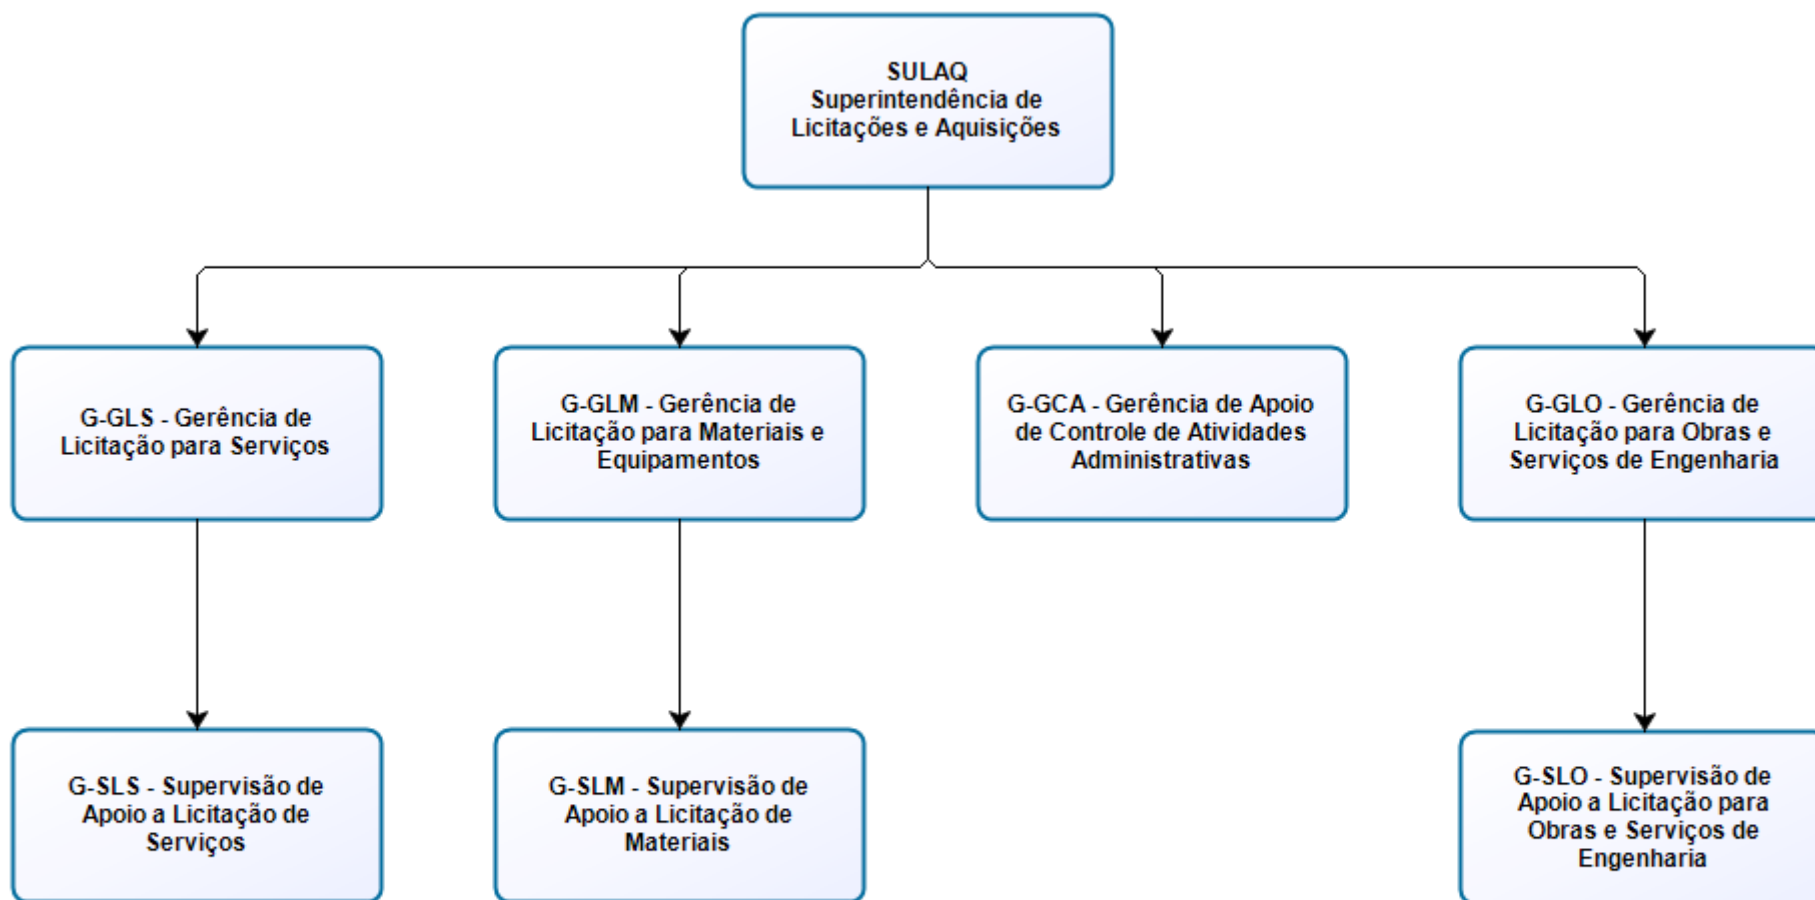 SULAQ
Superintendência de
Licitações e Aquisições
G-GLS - Gerência de
Licitação para Serviços
G-GLM - Gerência de
Licitação para Materiais e
Equipamentos
G-GCA - Gerência de Apoio
de Controle de Atividades
Administrativas
G-GLO - Gerência de
Licitação para Obras e
Serviços de Engenharia
G-SLS - Supervisão de
Apoio a Licitação de
Serviços
G-SLM - Supervisão de
Apoio a Licitação de
Materiais
G-SLO - Supervisão de
Apoio a Licitação para
Obras e Serviços de
Engenharia